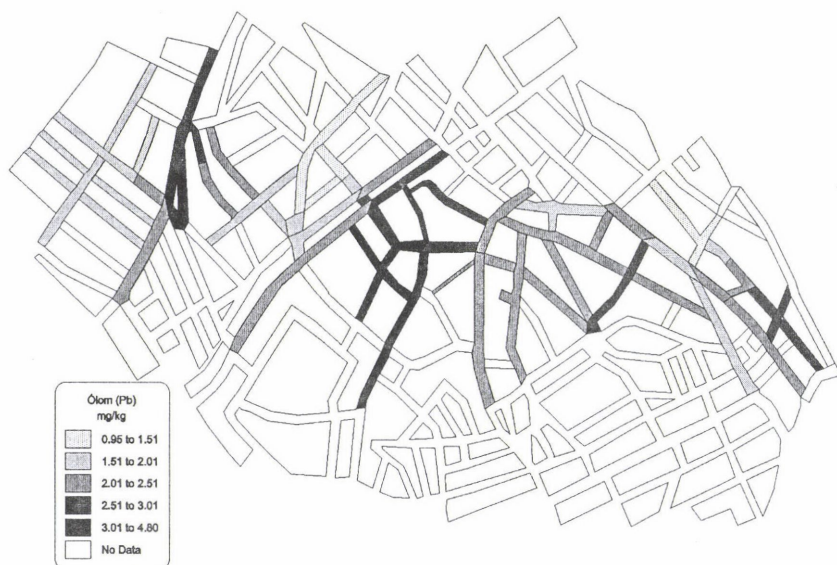 Ólom (Pb)
mg/kg
0.95 to 1.51
1.51 to 2.01
2.01 to 2.51
2.51 to 3.01
3.01 to 4.80
No Data